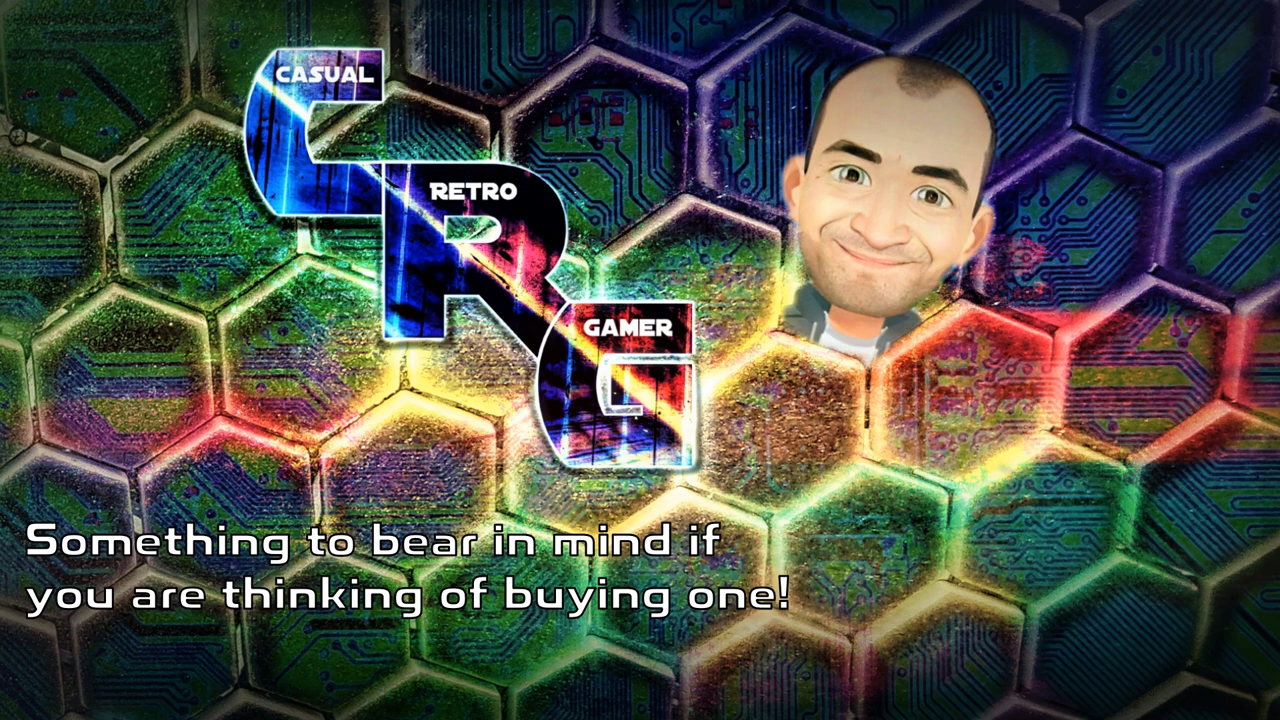 CASUAL
RETRO
GAMER
Something to bear in mind if
you are thinking of buying one!